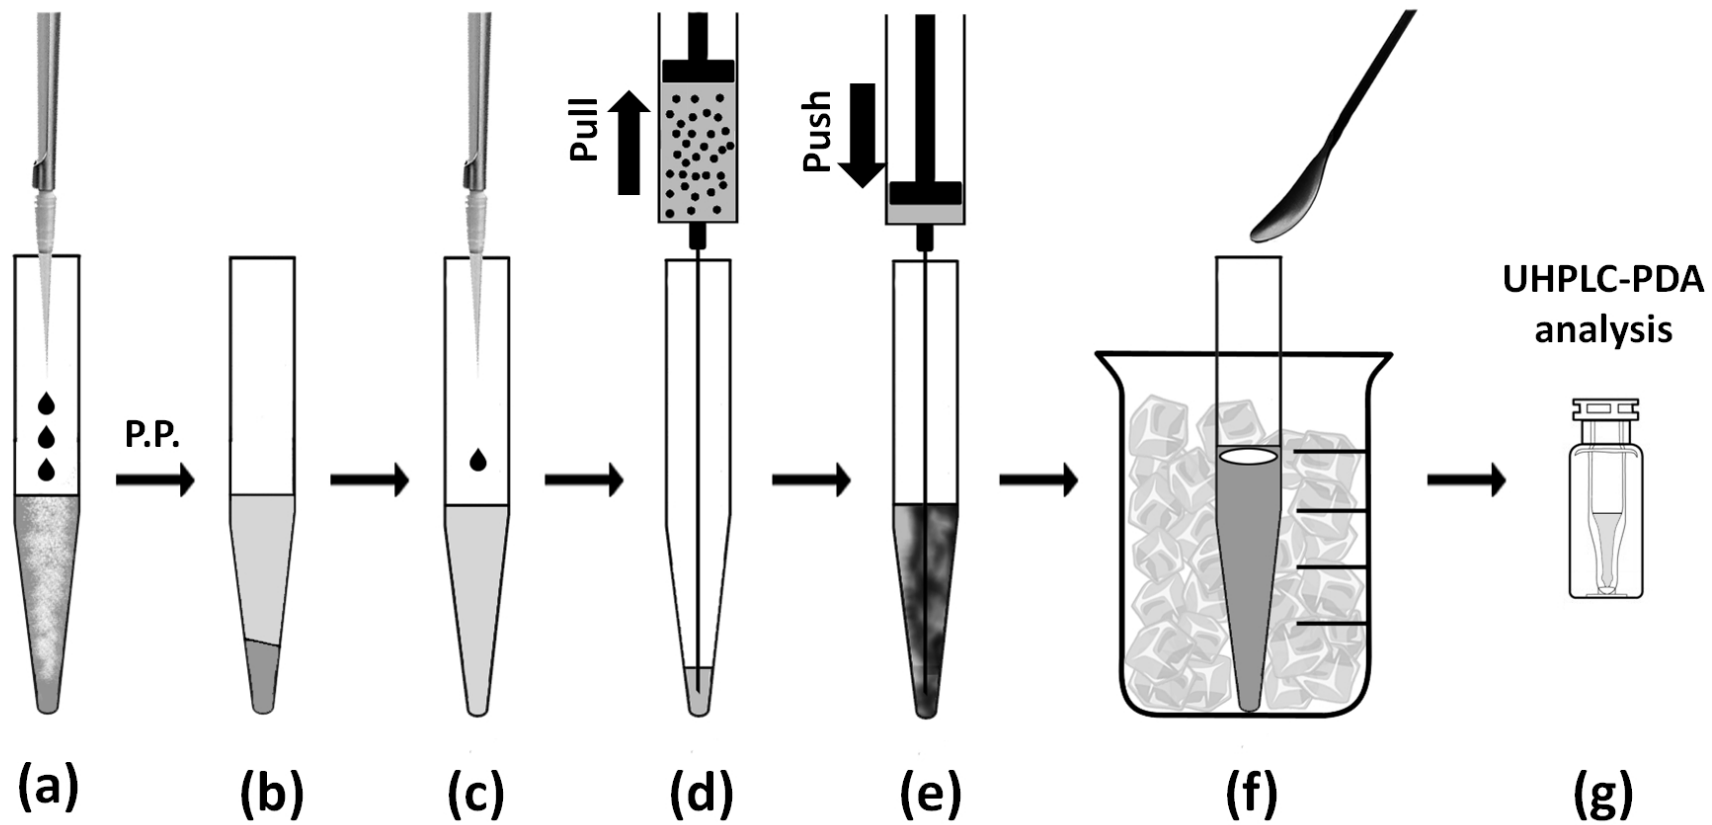 Pull
Push
UHPLC-PDA
analysis
P.P.
(a)
(b)
(c)
(d)
(e)
(f)
(g)